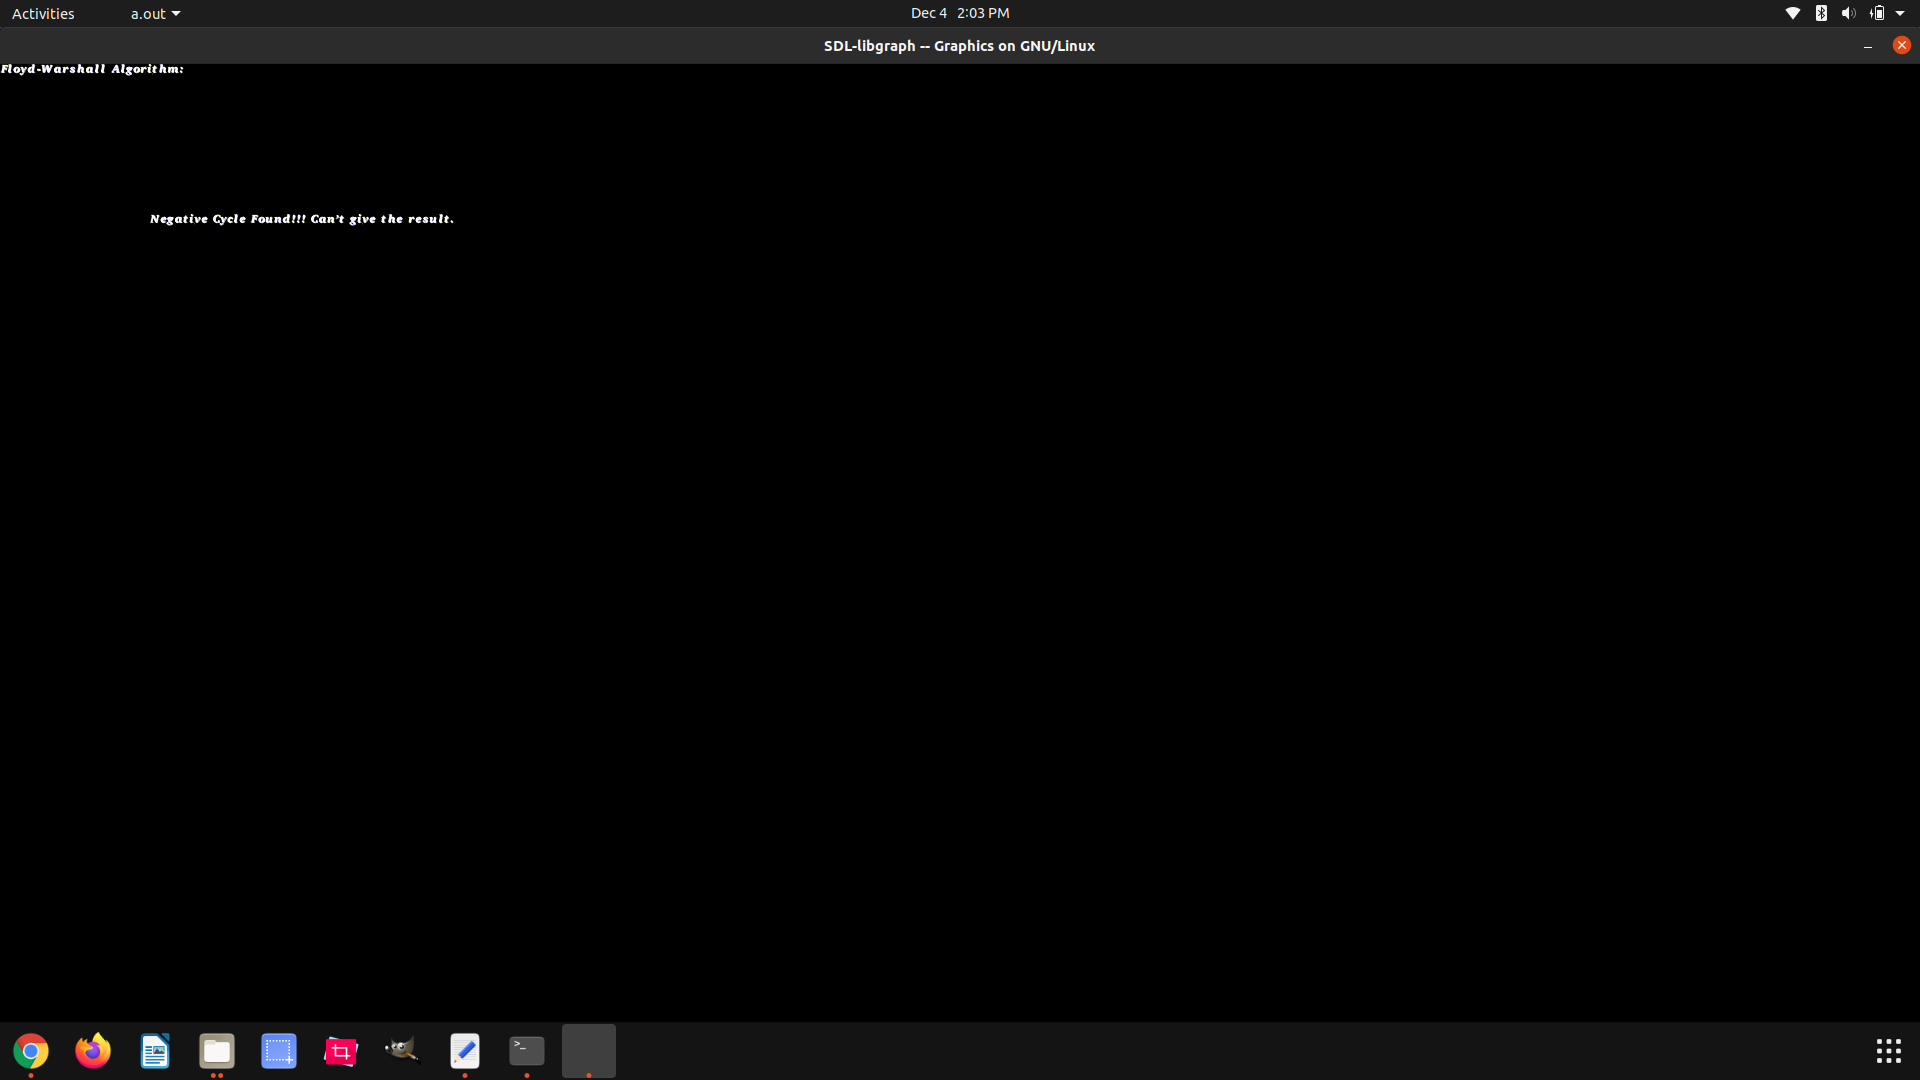 Activities a.out Dec 4 2:03 PM
SDL-libgraph -- Graphics on GNU/Linux
Floyd-Warshall Algorithm:
Negative Cycle Found!!! Can't give the result.
>_